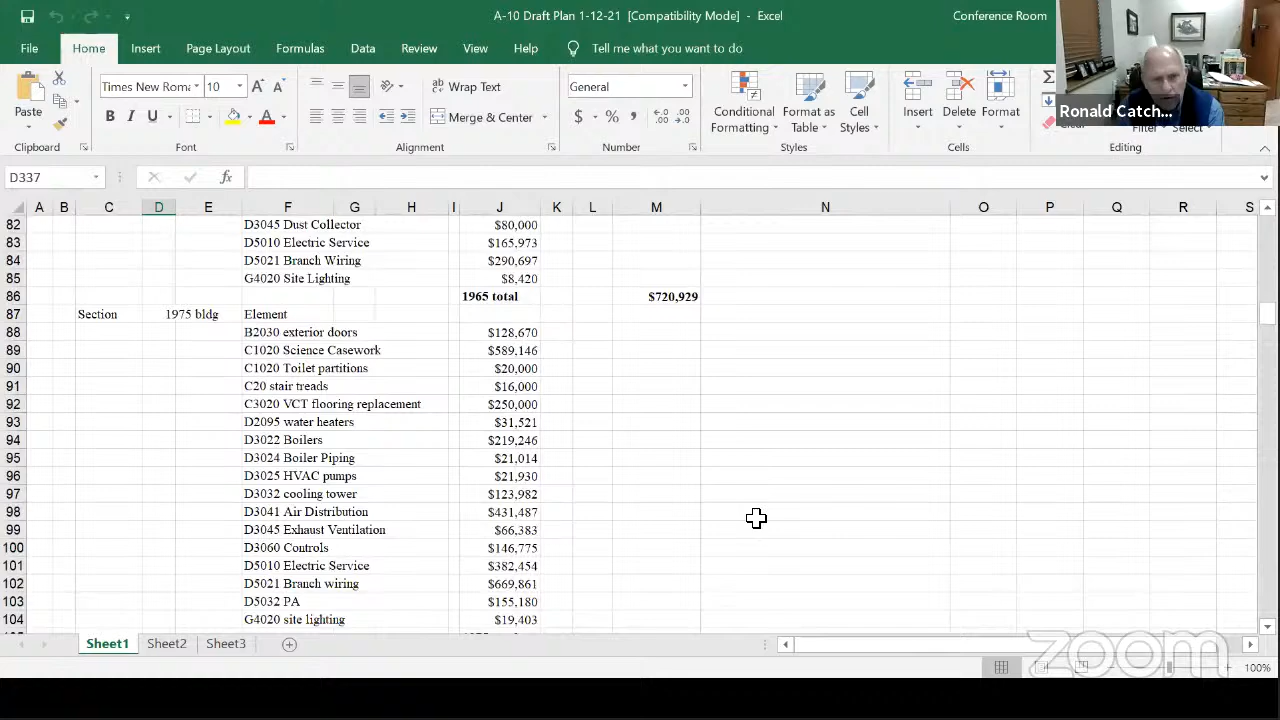 A-10 Draft Plan 1-12-21 [Compatibility Mode] - Excel
Conference Room
File Home Insert Page Layout Formulas Data Review View Help Tell me what you want to do
Paste
Times New Roma 10
B I U
A A
Wrap Text
Merge & Center
General
$ % ,
Conditional Formatting
Format as Table
Cell Styles
Insert Delete Format
Clear
Filter Select
Ronald Catch...
Clipboard Font Alignment Number Styles Cells Editing
D337 fx
A B C D E F G H I J K L M N O P Q R S
82 D3045 Dust Collector $80,000
83 D5010 Electric Service $165,973
84 D5021 Branch Wiring $290,697
85 G4020 Site Lighting $8,420
86 1965 total $720,929
87 Section 1975 bldg Element
88 B2030 exterior doors $128,670
89 C1020 Science Casework $589,146
90 C1020 Toilet partitions $20,000
91 C20 stair treads $16,000
92 C3020 VCT flooring replacement $250,000
93 D2095 water heaters $31,521
94 D3022 Boilers $219,246
95 D3024 Boiler Piping $21,014
96 D3025 HVAC pumps $21,930
97 D3032 cooling tower $123,982
98 D3041 Air Distribution $431,487
99 D3045 Exhaust Ventilation $66,383
100 D3060 Controls $146,775
101 D5010 Electric Service $382,454
102 D5021 Branch wiring $669,861
103 D5032 PA $155,180
104 G4020 site lighting $19,403
Sheet1 Sheet2 Sheet3
zoom
100%